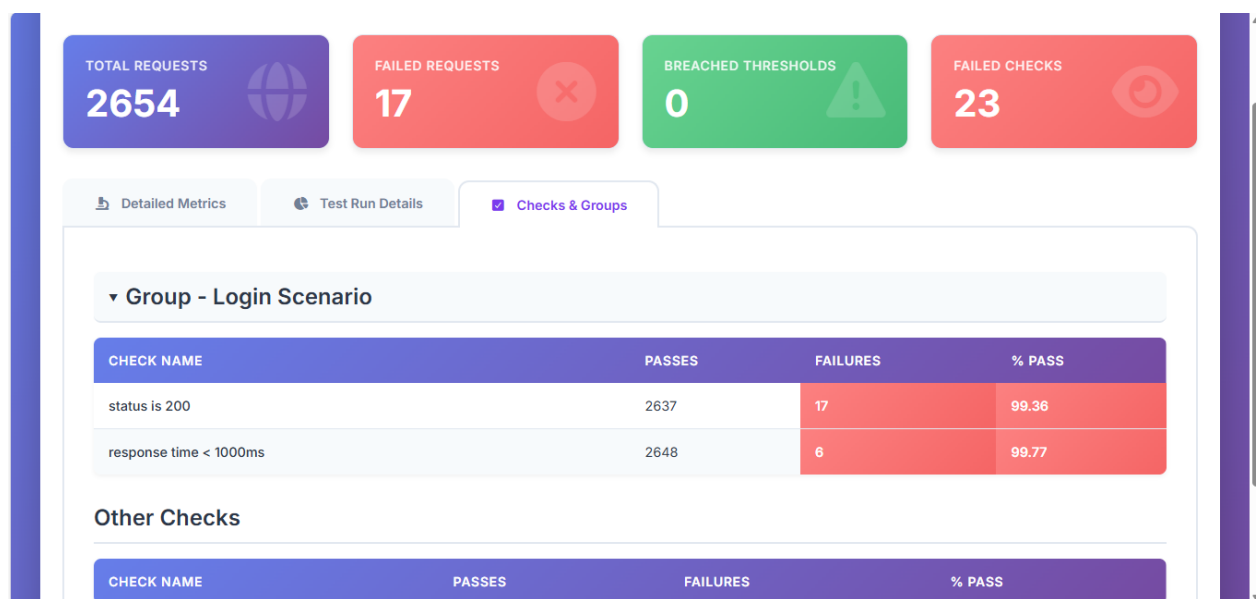 TOTAL REQUESTS
2654
FAILED REQUESTS
17
BREACHED THRESHOLDS
0
FAILED CHECKS
23
Detailed Metrics
Test Run Details
Checks & Groups
Group - Login Scenario
CHECK NAME PASSES FAILURES % PASS
status is 200 2637 17 99.36
response time < 1000ms 2648 6 99.77
Other Checks
CHECK NAME PASSES FAILURES % PASS